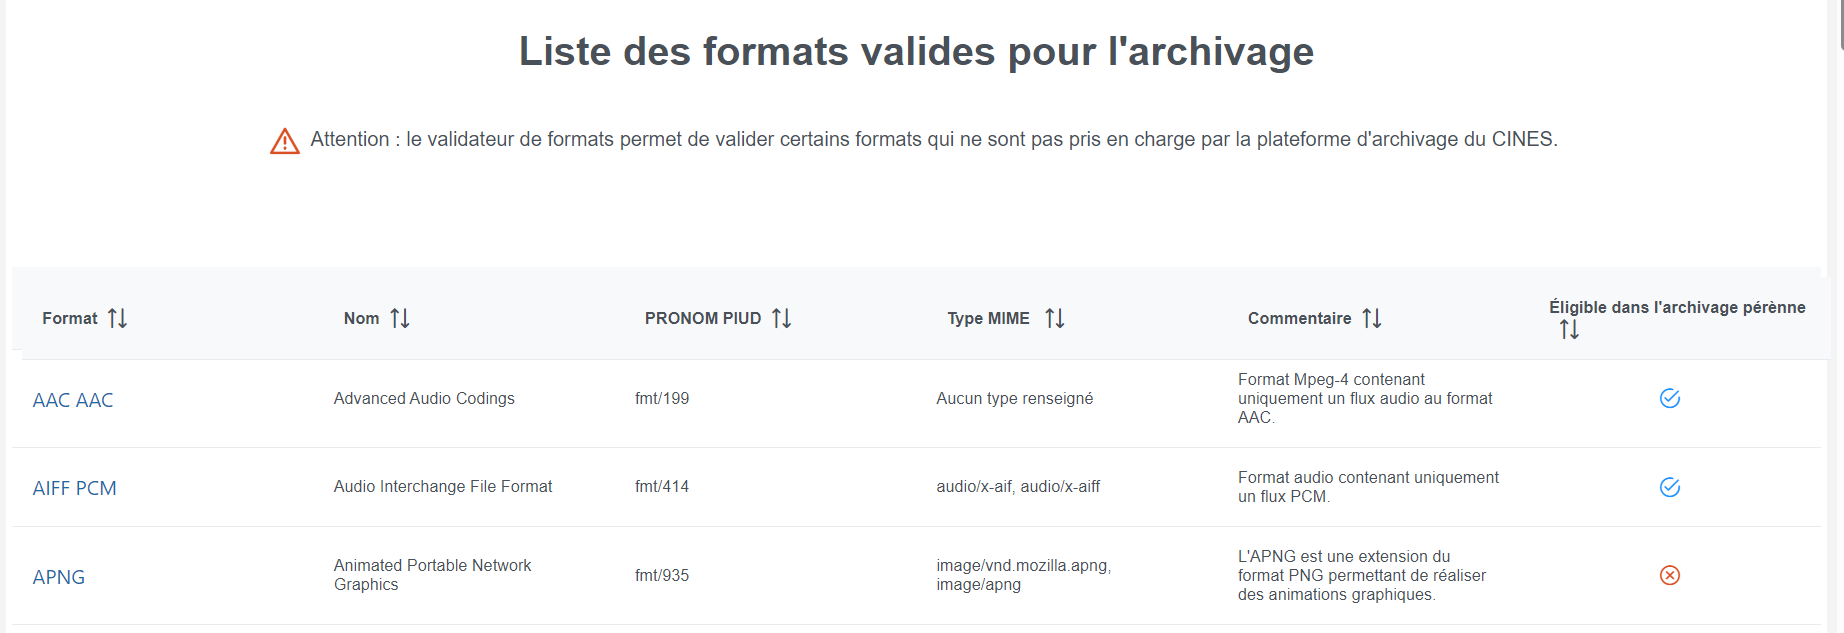 Liste des formats valides pour l'archivage
Attention : le validateur de formats permet de valider certains formats qui ne sont pas pris en charge par la plateforme d'archivage du CINES.
Format Nom PRONOM PIUD Type MIME Commentaire Éligible dans l'archivage pérènne
AAC AAC Advanced Audio Codings fmt/199 Aucun type renseigné Format Mpeg-4 contenant
uniquement un flux audio au format
AAC.
AIFF PCM Audio Interchange File Format fmt/414 audio/x-aif, audio/x-aiff Format audio contenant uniquement
un flux PCM.
APNG Animated Portable Network
Graphics fmt/935 image/vnd.mozilla.apng,
image/apng L'APNG est une extension du
format PNG permettant de réaliser
des animations graphiques.